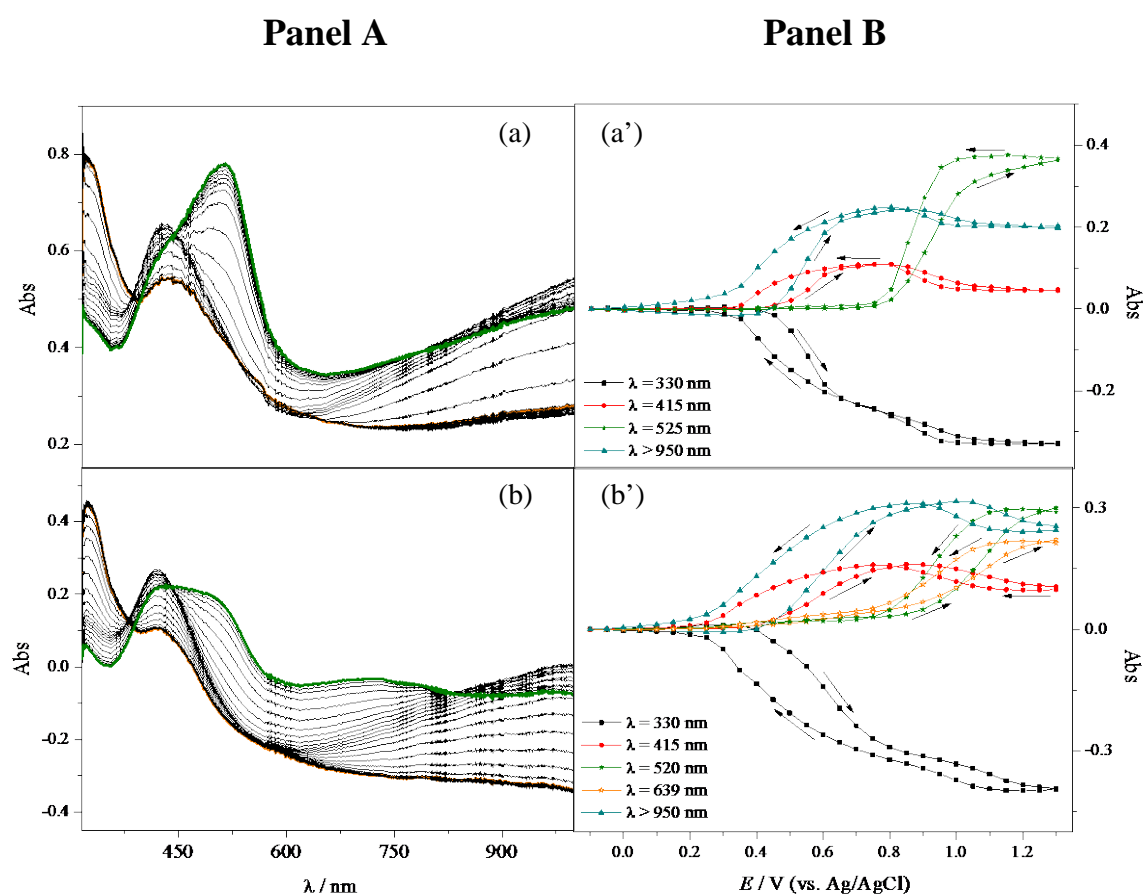 Panel A
Panel B
(a)
0.8
0.6
0.4
0.2
Abs
(a')
0.4
0.2
0.0
-0.2
Abs
λ = 330 nm
λ = 415 nm
λ = 525 nm
λ > 950 nm
(b)
0.4
0.2
0.0
-0.2
-0.4
Abs
450 600 750 900
λ / nm
(b')
0.3
0.0
-0.3
Abs
λ = 330 nm
λ = 415 nm
λ = 520 nm
λ = 639 nm
λ > 950 nm
0.0 0.2 0.4 0.6 0.8 1.0 1.2
E / V (vs. Ag/AgCl)